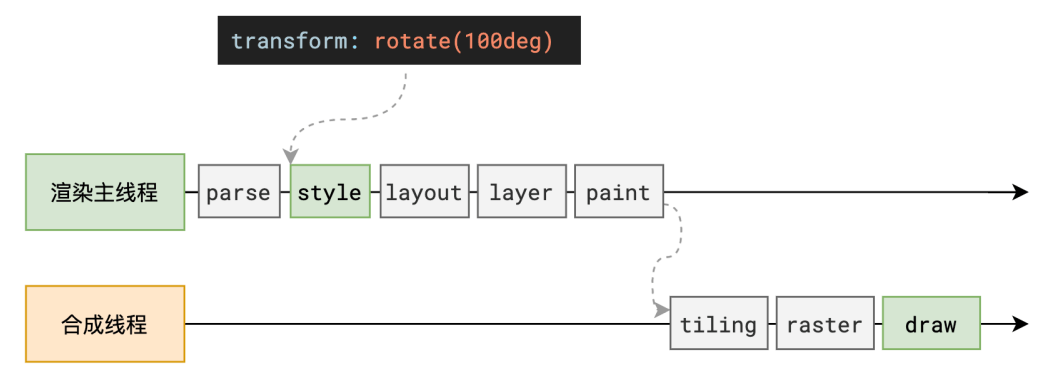 transform: rotate(100deg)
渲染主线程
parse
style
layout
layer
paint
合成线程
tiling
raster
draw